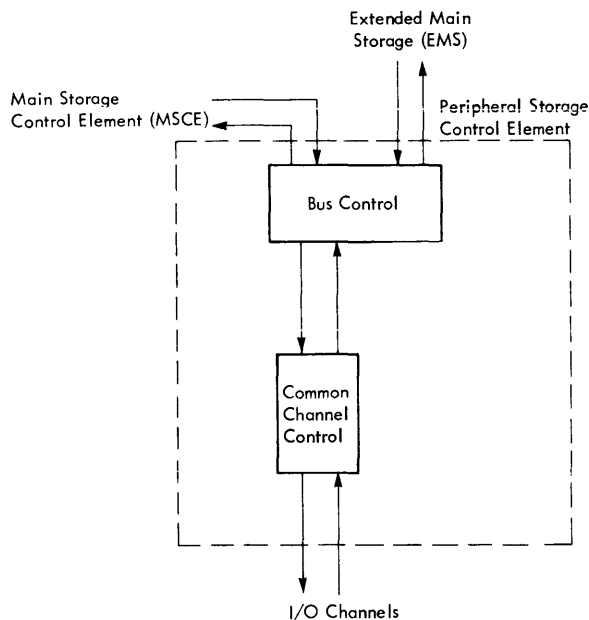 Extended Main
Storage (EMS)
Main Storage
Control Element (MSCE)
Peripheral Storage
Control Element
Bus Control
Common
Channel
Control
I/O Channels